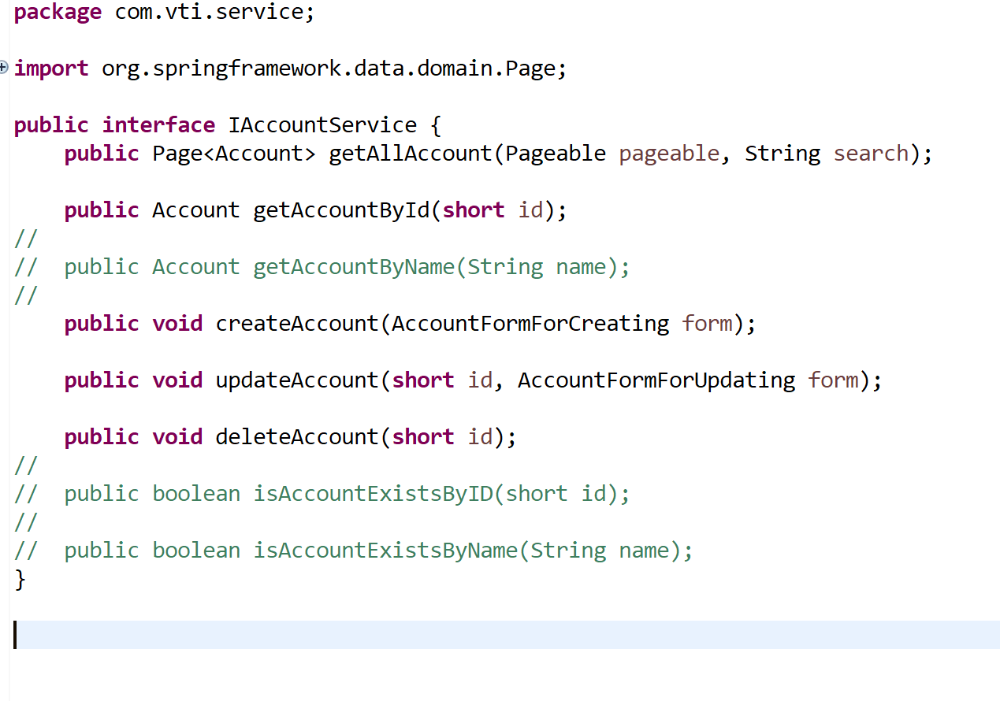 package com.vti.service;
import org.springframework.data.domain.Page;
public interface IAccountService {
    public Page<Account> getAllAccount(Pageable pageable, String search);
    public Account getAccountById(short id);
//
//  public Account getAccountByName(String name);
//
    public void createAccount(AccountFormForCreating form);
    public void updateAccount(short id, AccountFormForUpdating form);
    public void deleteAccount(short id);
//
//  public boolean isAccountExistsByID(short id);
//
//  public boolean isAccountExistsByName(String name);
}